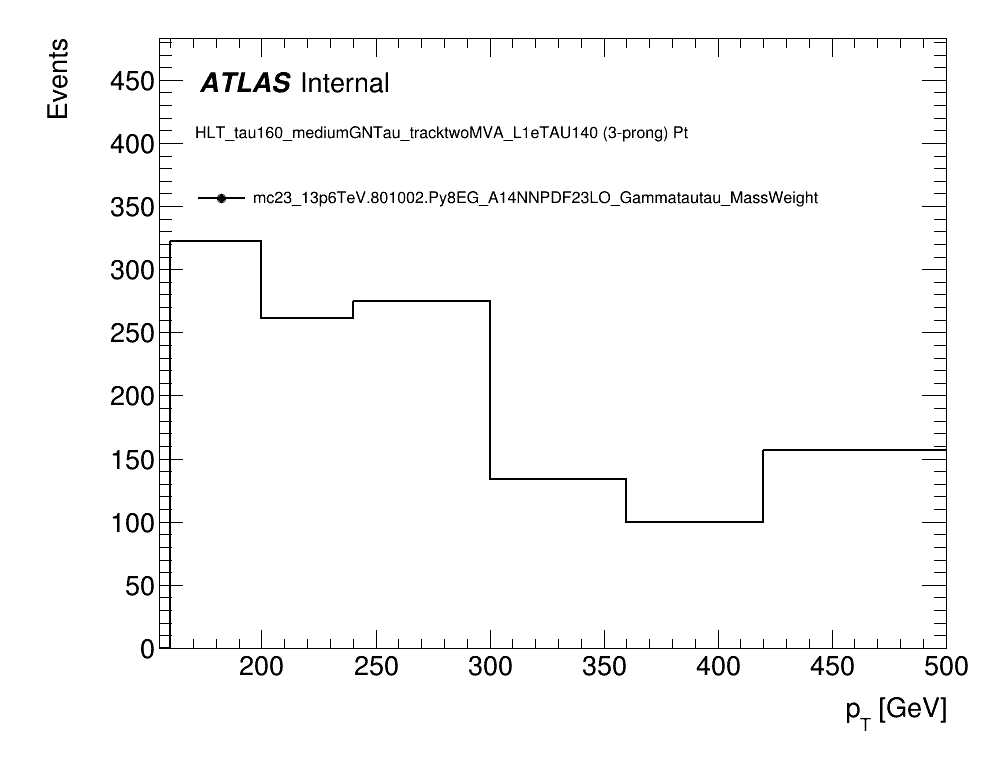 Events
ATLAS Internal
HLT_tau160_mediumGNTau_tracktwoMVA_L1eTAU140 (3-prong) Pt
mc23_13p6TeV.801002.Py8EG_A14NNPDF23LO_Gammatautau_MassWeight
450
400
350
300
250
200
150
100
50
0
200 250 300 350 400 450 500
p_T [GeV]